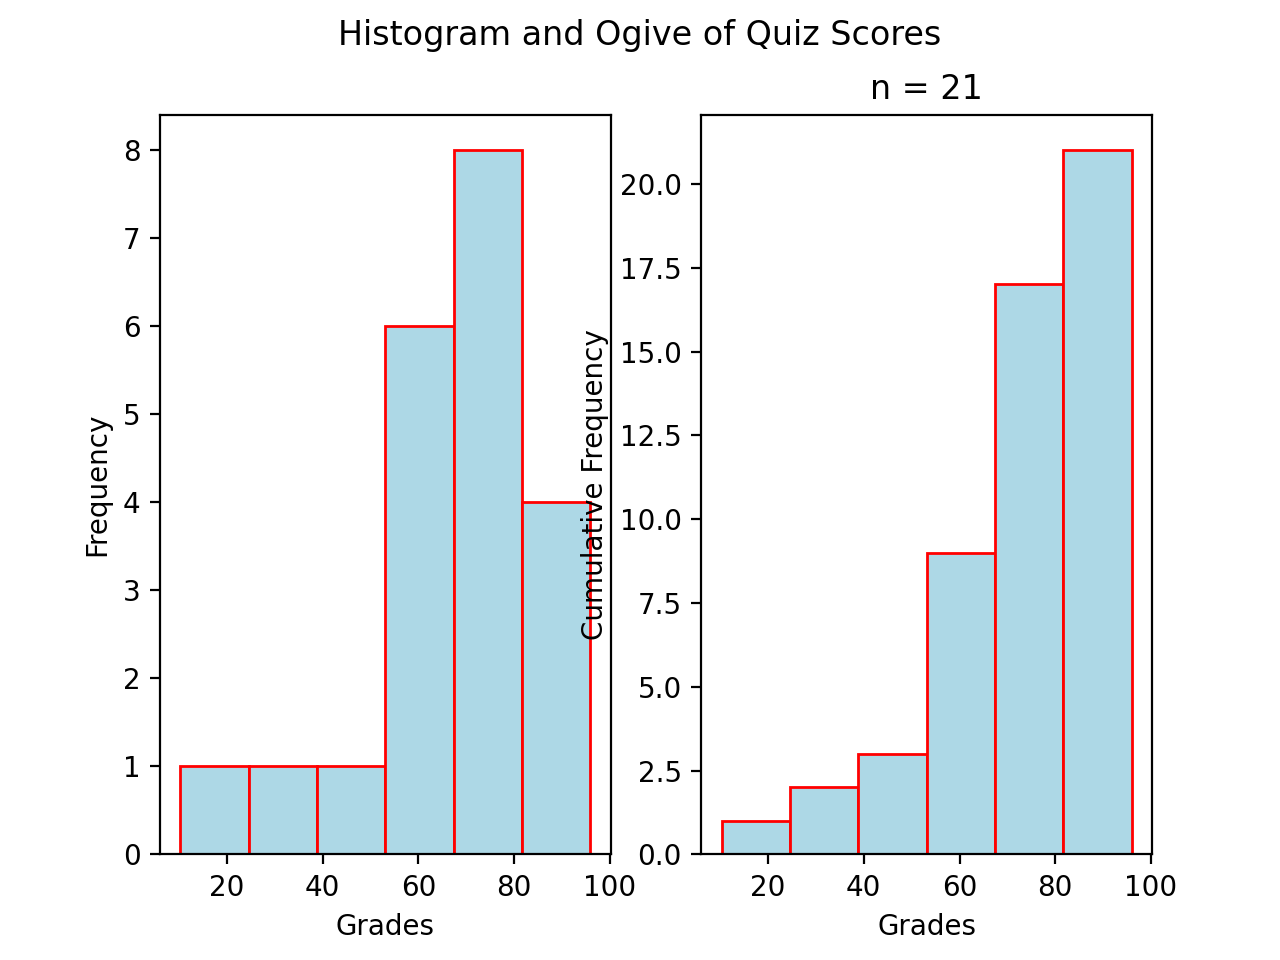 Histogram and Ogive of Quiz Scores
n = 21
Frequency
8
7
6
5
4
3
2
1
0
20 40 60 80 100
Grades
Cumulative Frequency
20.0
17.5
15.0
12.5
10.0
7.5
5.0
2.5
0.0
20 40 60 80 100
Grades